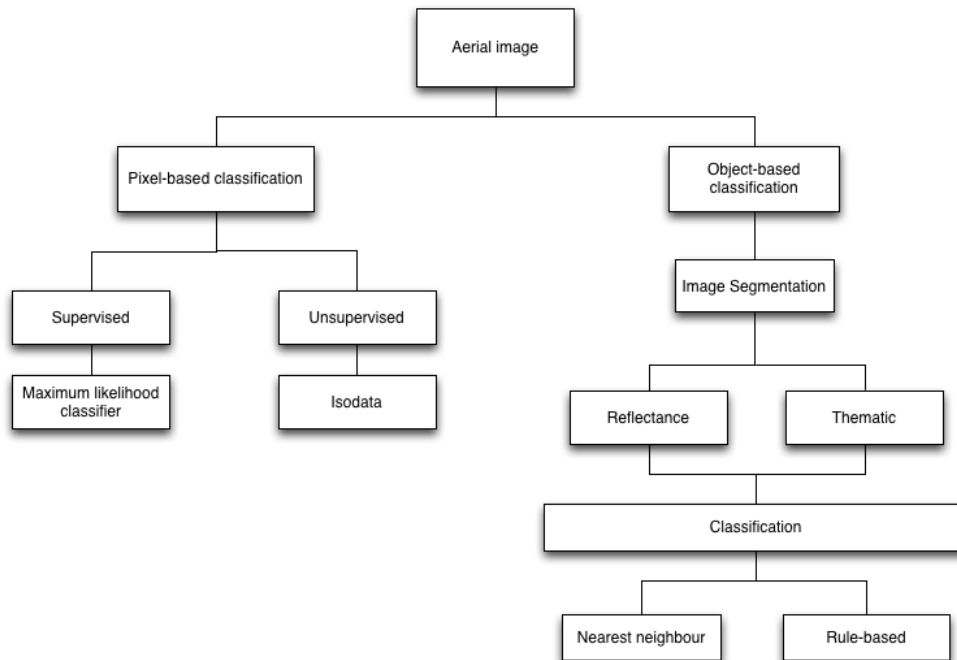 Aerial image
Pixel-based classification
Object-based
classification
Image Segmentation
Supervised
Unsupervised
Maximum likelihood
classifier
Isodata
Reflectance
Thematic
Classification
Nearest neighbour
Rule-based